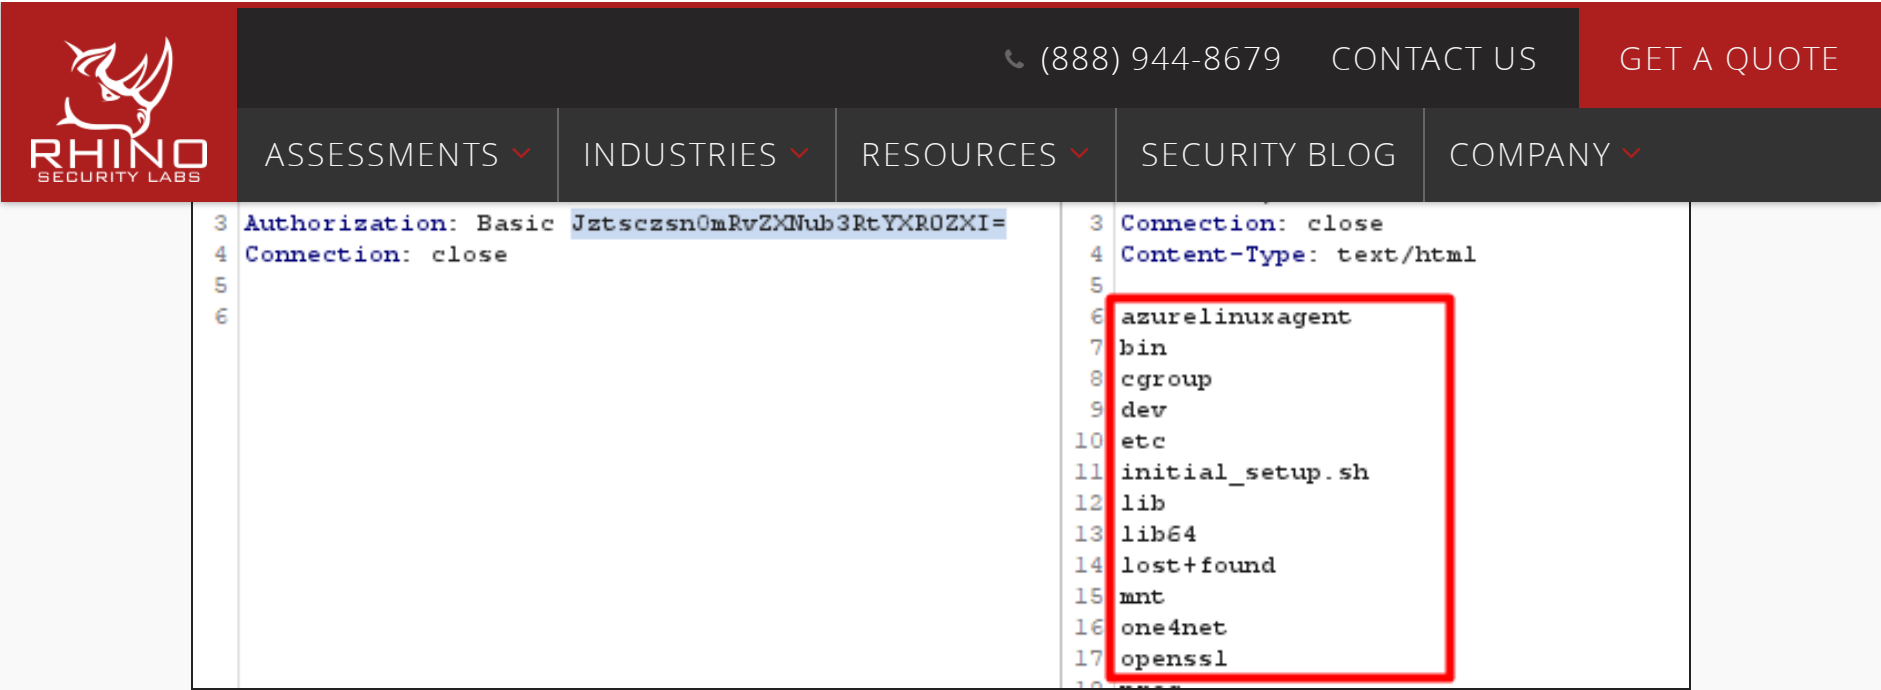 RHINO
SECURITY LABS
(888) 944-8679
CONTACT US
GET A QUOTE
ASSESSMENTS
INDUSTRIES
RESOURCES
SECURITY BLOG
COMPANY
3 Authorization: Basic JztsczsnOmRvZXNub3RtYXR0ZXI=
4 Connection: close
5
6
3 Connection: close
4 Content-Type: text/html
5
6 azurelinuxagent
7 bin
8 cgroup
9 dev
10 etc
11 initial_setup.sh
12 lib
13 lib64
14 lost+found
15 mnt
16 one4net
17 openssl